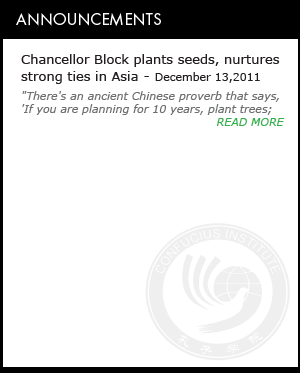 ANNOUNCEMENTS
Chancellor Block plants seeds, nurtures
strong ties in Asia - December 13,2011
"There's an ancient Chinese proverb that says,
'If you are planning for 10 years, plant trees;
READ MORE
CONFUCIUS INSTITUTE